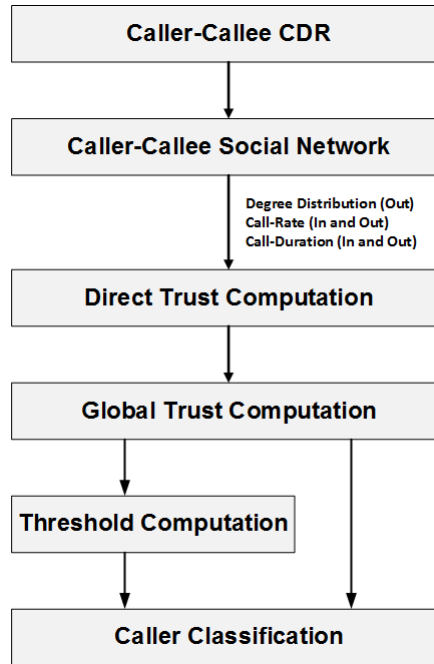 Caller-Callee CDR
Caller-Callee Social Network
Degree Distribution (Out)
Call-Rate (In and Out)
Call-Duration (In and Out)
Direct Trust Computation
Global Trust Computation
Threshold Computation
Caller Classification